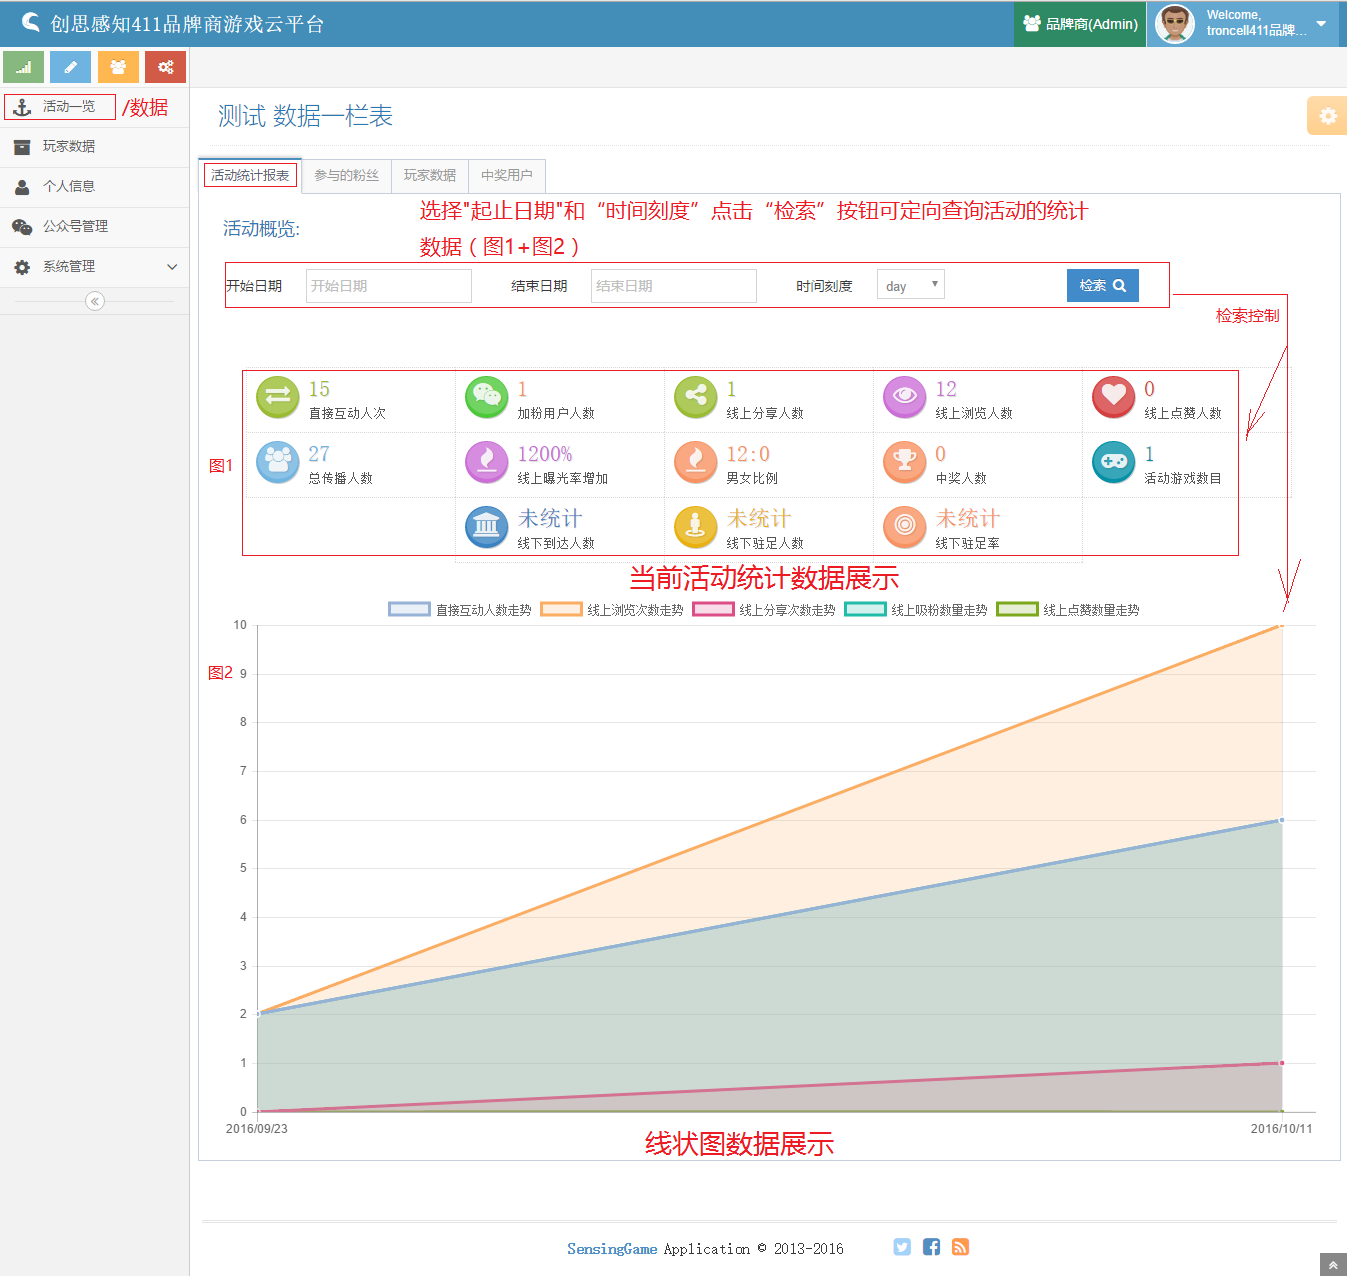 创思感知411品牌商游戏云平台
品牌商(Admin)
Welcome,
troncell411品牌...
活动一览
/数据
玩家数据
个人信息
公众号管理
系统管理
测试 数据一栏表
活动统计报表
参与的粉丝
玩家数据
中奖用户
选择"起止日期"和“时间刻度”点击“检索”按钮可定向查询活动的统计
数据（图1+图2）
活动概览:
开始日期
开始日期
结束日期
结束日期
时间刻度
day
检索
检索控制
图1
15
直接互动人次
1
加粉用户人数
1
线上分享人数
12
线上浏览人数
0
线上点赞人数
27
总传播人数
1200%
线上曝光率增加
12:0
男女比例
0
中奖人数
1
活动游戏数目
未统计
线下到达人数
未统计
线下驻足人数
未统计
线下驻足率
当前活动统计数据展示
直接互动人数走势
线上浏览次数走势
线上分享次数走势
线上吸粉数量走势
线上点赞数量走势
图2
10
9
8
7
6
5
4
3
2
1
0
2016/09/23
2016/10/11
线状图数据展示
SensingGame Application © 2013-2016